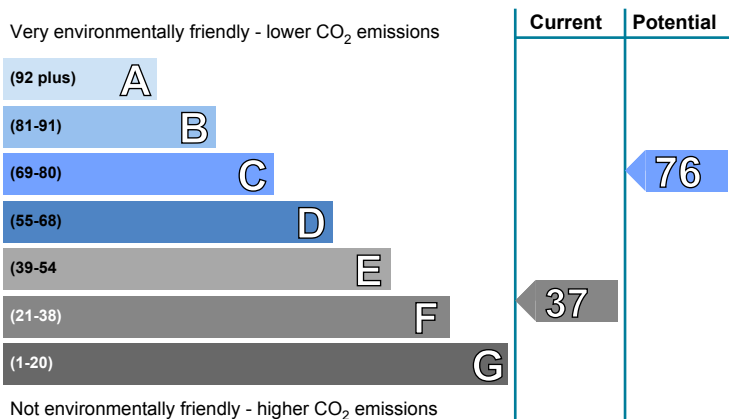 Current Potential
Very environmentally friendly - lower CO2 emissions
(92 plus) A
(81-91) B
(69-80) C
76
(55-68) D
(39-54 E
37
(21-38) F
(1-20) G
Not environmentally friendly - higher CO2 emissions